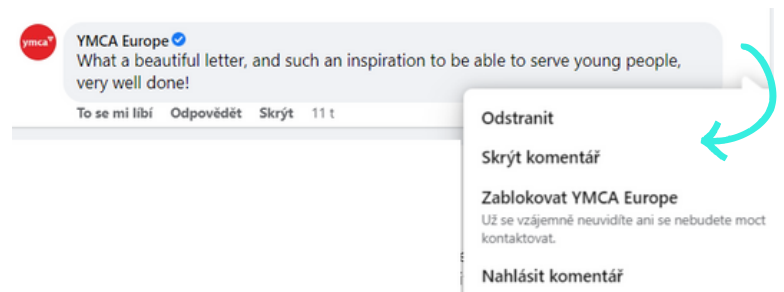 ymca
YMCA Europe
What a beautiful letter, and such an inspiration to be able to serve young people,
very well done!
To se mi líbí Odpovědět Skrýt 11 t
Odstranit
Skrýt komentář
Zablokovat YMCA Europe
Už se vzájemně neuvidíte ani se nebudete moct
kontaktovat.
Nahlásit komentář